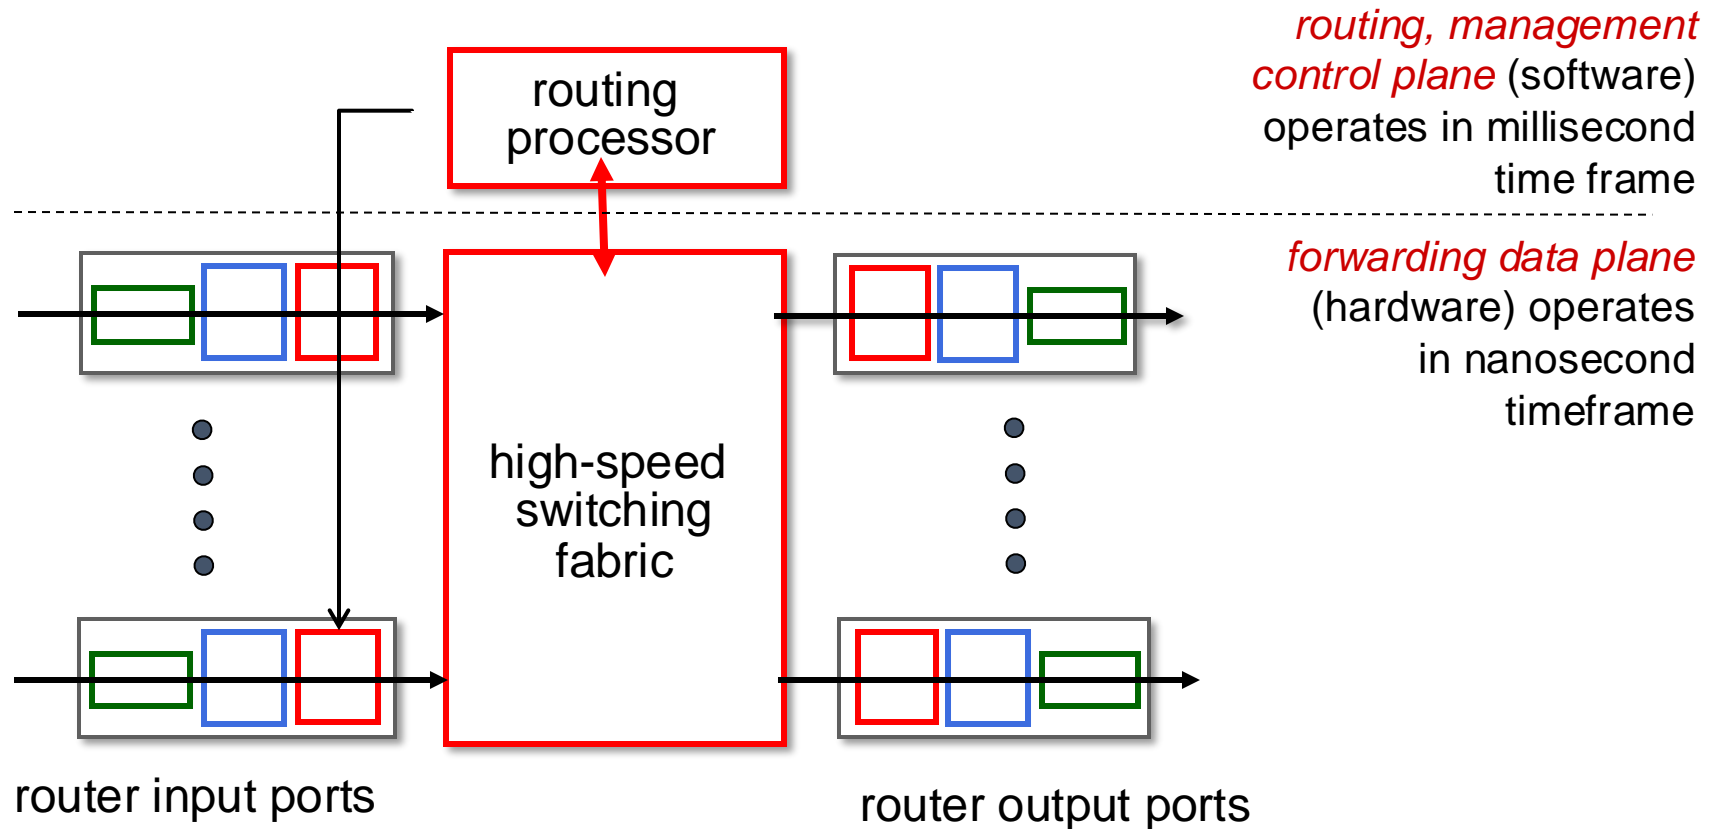 routing, management
control plane (software)
operates in millisecond
time frame
routing
processor
forwarding data plane
(hardware) operates
in nanosecond
timeframe
high-speed
switching
fabric
router input ports
router output ports